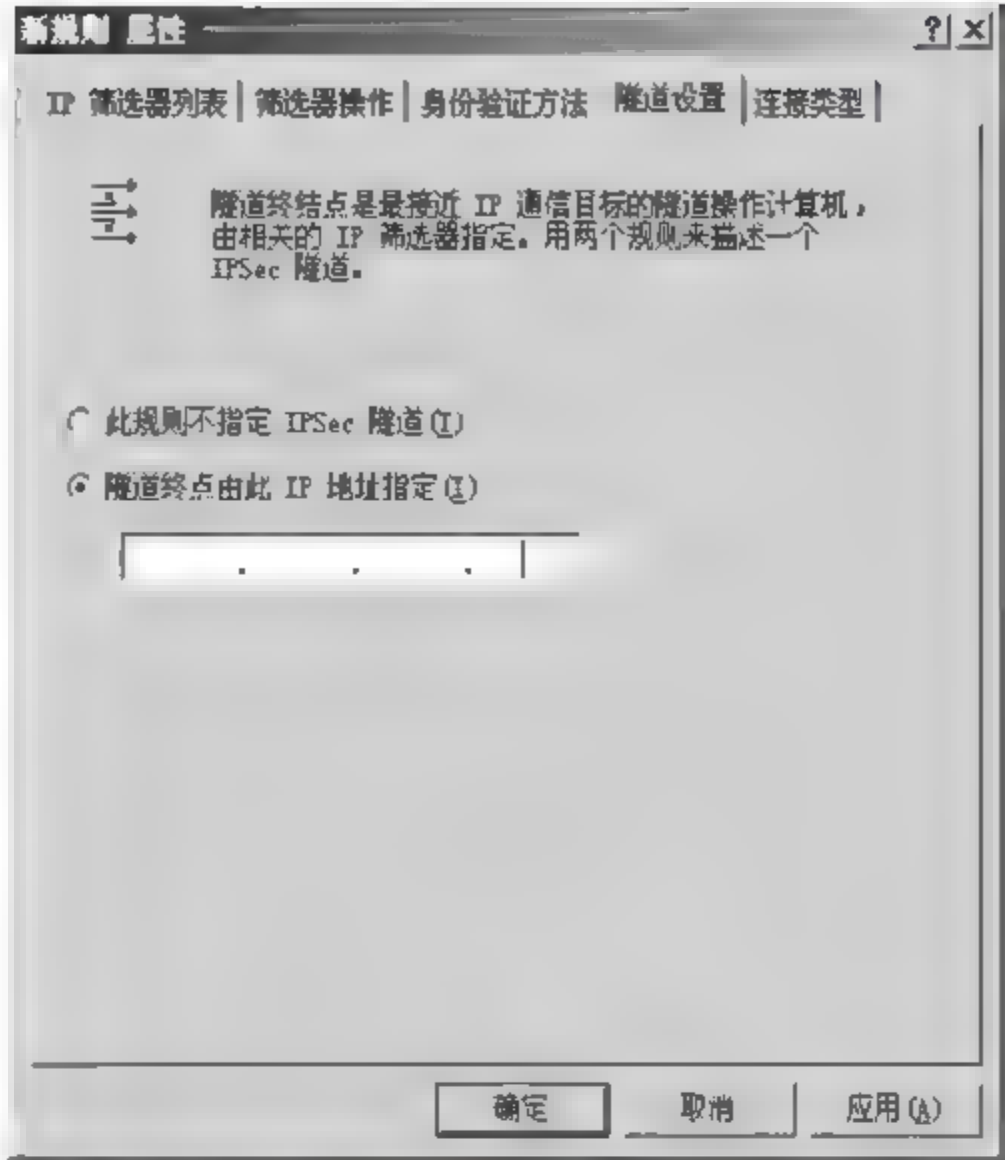 新规则 属性
IP 筛选器列表 筛选器操作 身份验证方法 隧道设置 连接类型
隧道终结点是最接近 IP 通信目标的隧道操作计算机,
由相关的 IP 筛选器指定。用两个规则来描述一个
IPSec 隧道。
此规则不指定 IPSec 隧道(T)
隧道终点由此 IP 地址指定(I)
. . .
确定 取消 应用(A)